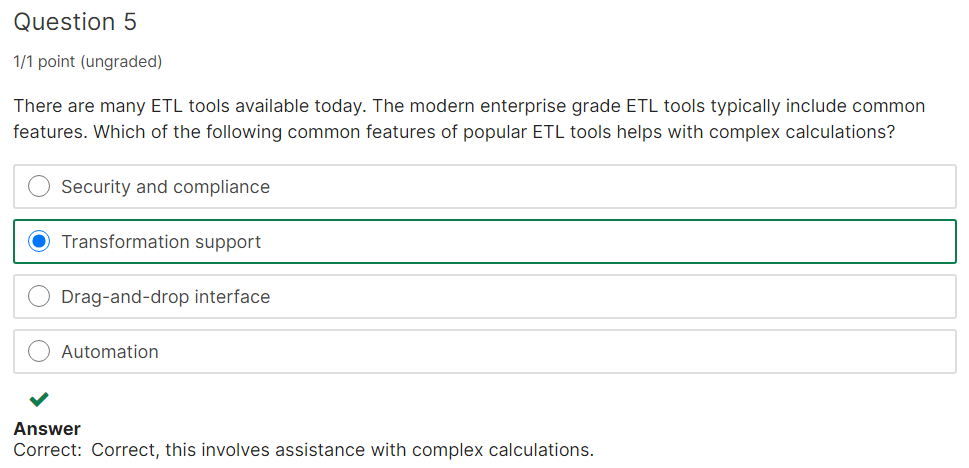 Question 5
1/1 point (ungraded)
There are many ETL tools available today. The modern enterprise grade ETL tools typically include common
features. Which of the following common features of popular ETL tools helps with complex calculations?
Security and compliance
Transformation support
Drag-and-drop interface
Automation
Answer
Correct: Correct, this involves assistance with complex calculations.